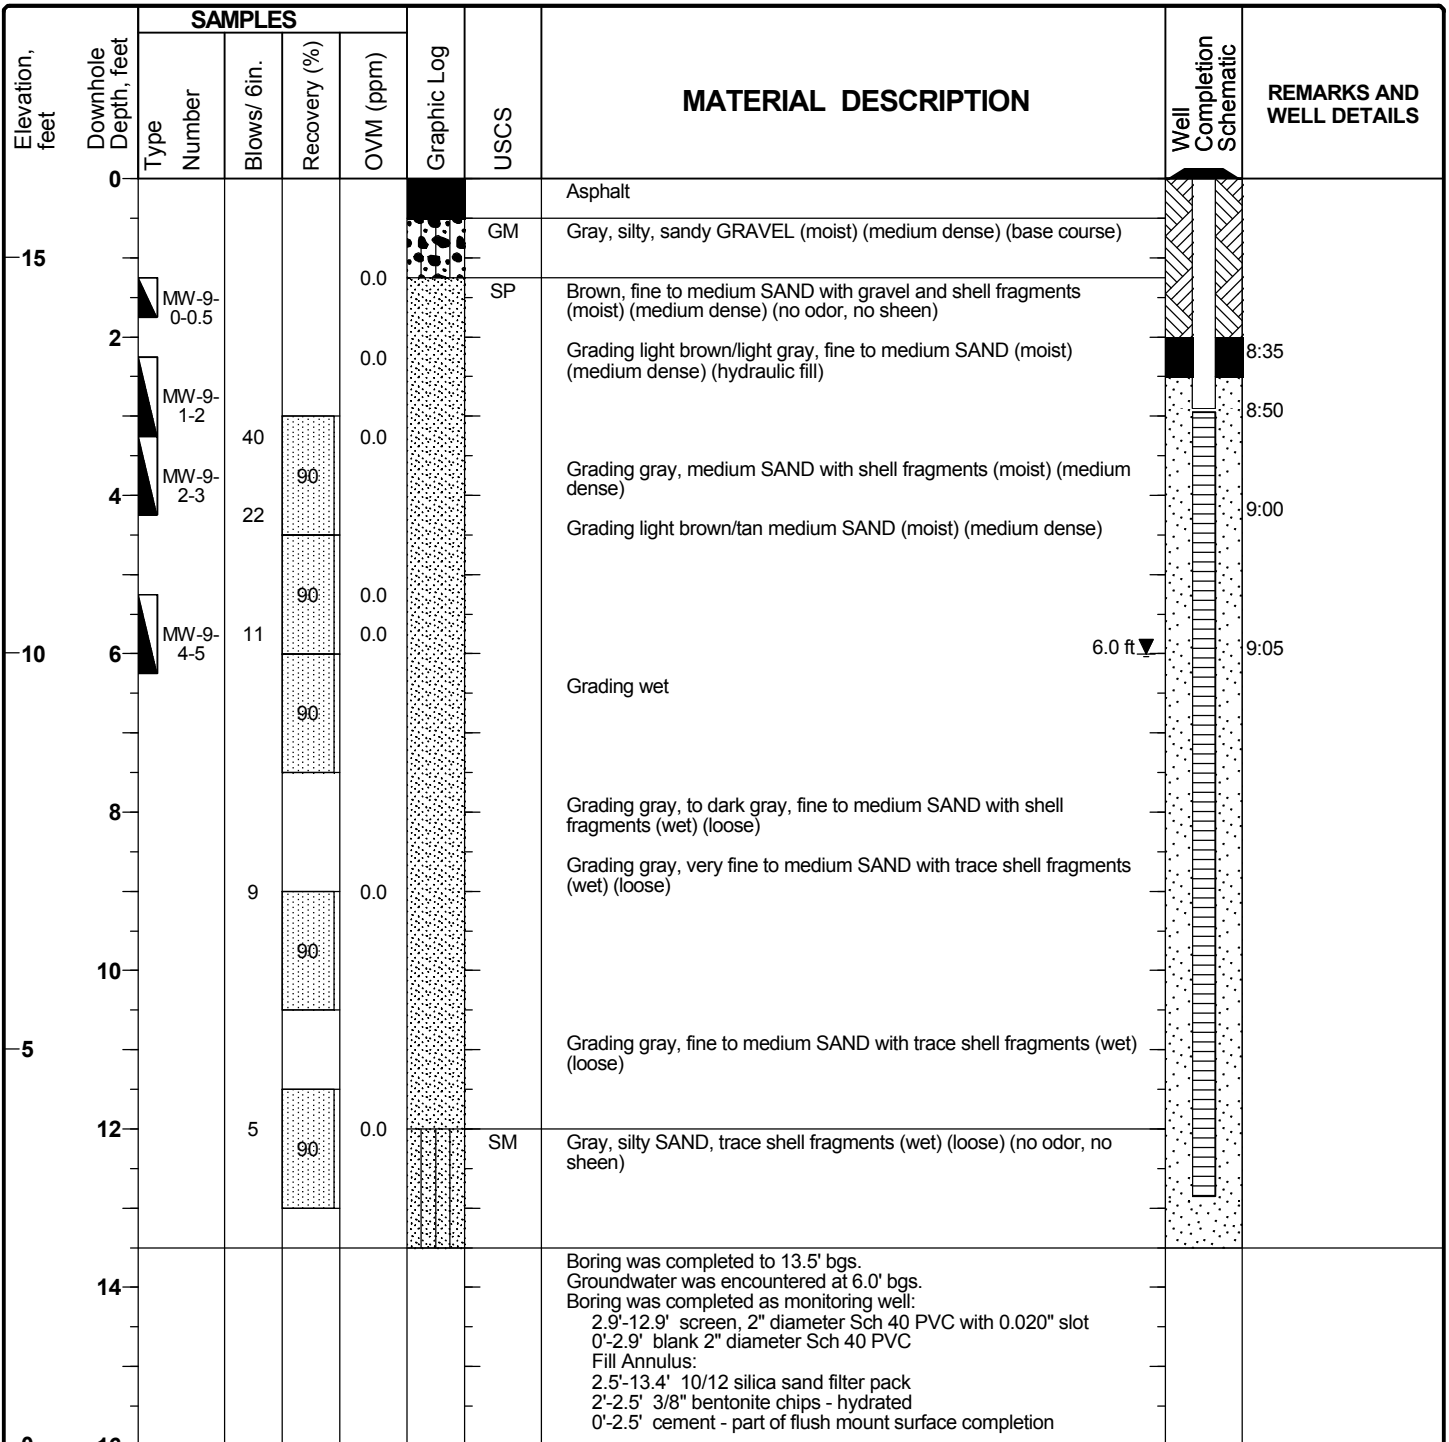 SAMPLES
Elevation, feet
Downhole Depth, feet
Type
Number
Blows/ 6in.
Recovery (%)
OVM (ppm)
Graphic Log
USCS
MATERIAL DESCRIPTION
Well Completion Schematic
REMARKS AND
WELL DETAILS
0
Asphalt
GM
Gray, silty, sandy GRAVEL (moist) (medium dense) (base course)
15
0.0
SP
Brown, fine to medium SAND with gravel and shell fragments
(moist) (medium dense) (no odor, no sheen)
MW-9-
0-0.5
2
0.0
Grading light brown/light gray, fine to medium SAND (moist)
(medium dense) (hydraulic fill)
8:35
MW-9-
1-2
8:50
40
0.0
MW-9-
2-3
90
Grading gray, medium SAND with shell fragments (moist) (medium
dense)
4
22
9:00
Grading light brown/tan medium SAND (moist) (medium dense)
90
0.0
MW-9-
4-5
11
0.0
10
6
6.0 ft
9:05
Grading wet
90
8
Grading gray, to dark gray, fine to medium SAND with shell
fragments (wet) (loose)
Grading gray, very fine to medium SAND with trace shell fragments
(wet) (loose)
9
0.0
90
10
5
Grading gray, fine to medium SAND with trace shell fragments (wet)
(loose)
12
5
0.0
90
SM
Gray, silty SAND, trace shell fragments (wet) (loose) (no odor, no
sheen)
Boring was completed to 13.5' bgs.
14
Groundwater was encountered at 6.0' bgs.
Boring was completed as monitoring well:
2.9'-12.9' screen, 2" diameter Sch 40 PVC with 0.020" slot
0'-2.9' blank 2" diameter Sch 40 PVC
Fill Annulus:
2.5'-13.4' 10/12 silica sand filter pack
2'-2.5' 3/8" bentonite chips - hydrated
0'-2.5' cement - part of flush mount surface completion